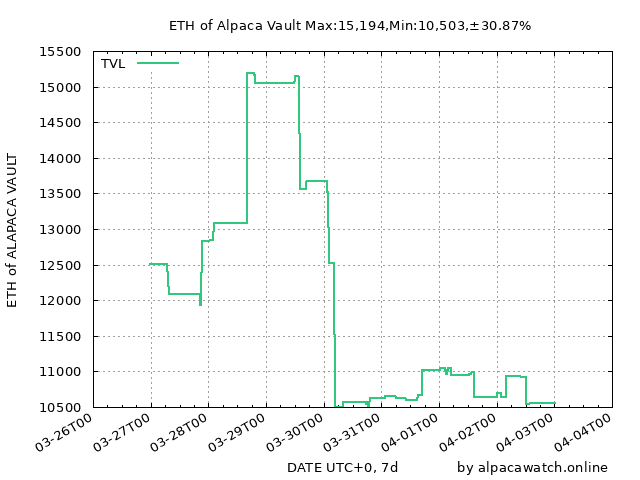 ETH of Alpaca Vault Max:15,194,Min:10,503,±30.87%
TVL
ETH of ALAPACA VAULT
15500
15000
14500
14000
13500
13000
12500
12000
11500
11000
10500
03-26T00
03-27T00
03-28T00
03-29T00
03-30T00
03-31T00
04-01T00
04-02T00
04-03T00
04-04T00
DATE UTC+0, 7d
by alpacawatch.online